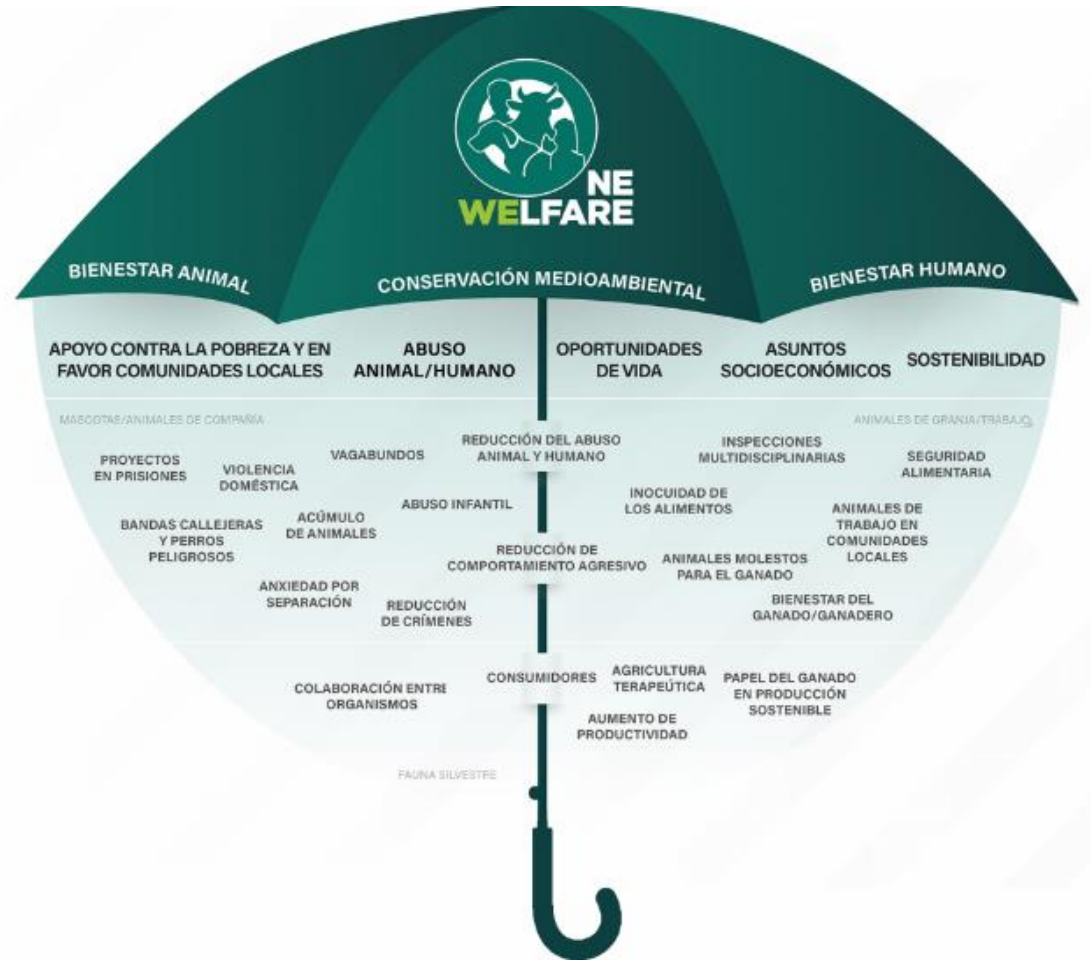 ONE
WELFARE
BIENESTAR ANIMAL
CONSERVACIÓN MEDIOAMBIENTAL
BIENESTAR HUMANO
APOYO CONTRA LA POBREZA Y EN
FAVOR COMUNIDADES LOCALES
ABUSO
ANIMAL/HUMANO
OPORTUNIDADES
DE VIDA
ASUNTOS
SOCIOECONÓMICOS
SOSTENIBILIDAD
MASCOTAS/ANIMALES DE COMPAÑÍA
ANIMALES DE GRANJA/TRABAJO
PROYECTOS
EN PRISIONES
VIOLENCIA
DOMÉSTICA
VAGABUNDOS
REDUCCIÓN DEL ABUSO
ANIMAL Y HUMANO
INSPECCIONES
MULTIDISCIPLINARIAS
SEGURIDAD
ALIMENTARIA
BANDAS CALLEJERAS
Y PERROS
PELIGROSOS
ACÚMULO
DE ANIMALES
ABUSO INFANTIL
INOCUIDAD DE
LOS ALIMENTOS
ANIMALES DE
TRABAJO EN
COMUNIDADES
LOCALES
REDUCCIÓN DE
COMPORTAMIENTO AGRESIVO
ANIMALES MOLESTOS
PARA EL GANADO
ANXIEDAD POR
SEPARACIÓN
REDUCCIÓN
DE CRÍMENES
BIENESTAR DEL
GANADO/GANADERO
COLABORACIÓN ENTRE
ORGANISMOS
CONSUMIDORES
AGRICULTURA
TERAPEÚTICA
PAPEL DEL GANADO
EN PRODUCCIÓN
SOSTENIBLE
AUMENTO DE
PRODUCTIVIDAD
FAUNA SILVESTRE